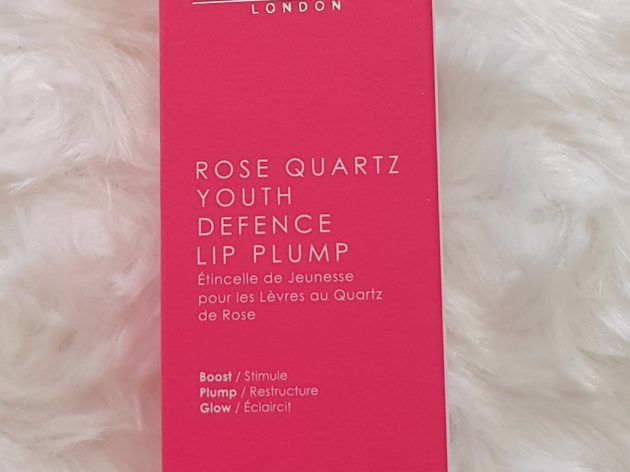 LONDON
ROSE QUARTZ
YOUTH
DEFENCE
LIP PLUMP
Étincelle de Jeunesse
pour les Lèvres au Quartz
de Rose
Boost / Stimule
Plump / Restructure
Glow / Éclaircit